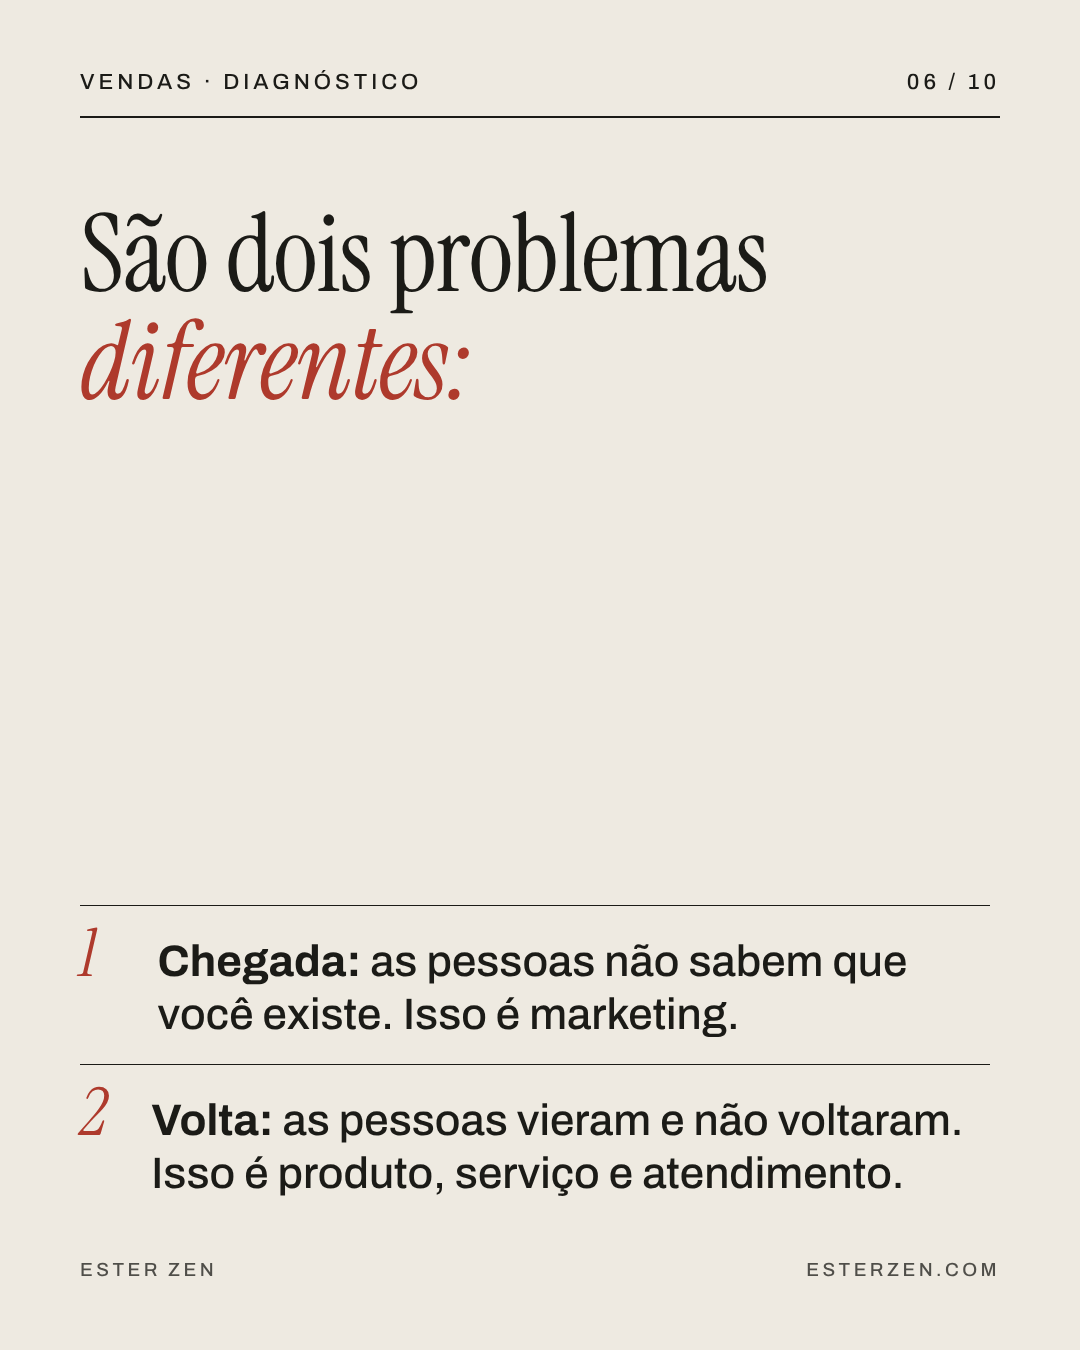 VENDAS · DIAGNÓSTICO
06 / 10
São dois problemas
diferentes:
1
Chegada: as pessoas não sabem que
você existe. Isso é marketing.
2
Volta: as pessoas vieram e não voltaram.
Isso é produto, serviço e atendimento.
ESTER ZEN
ESTERZEN.COM